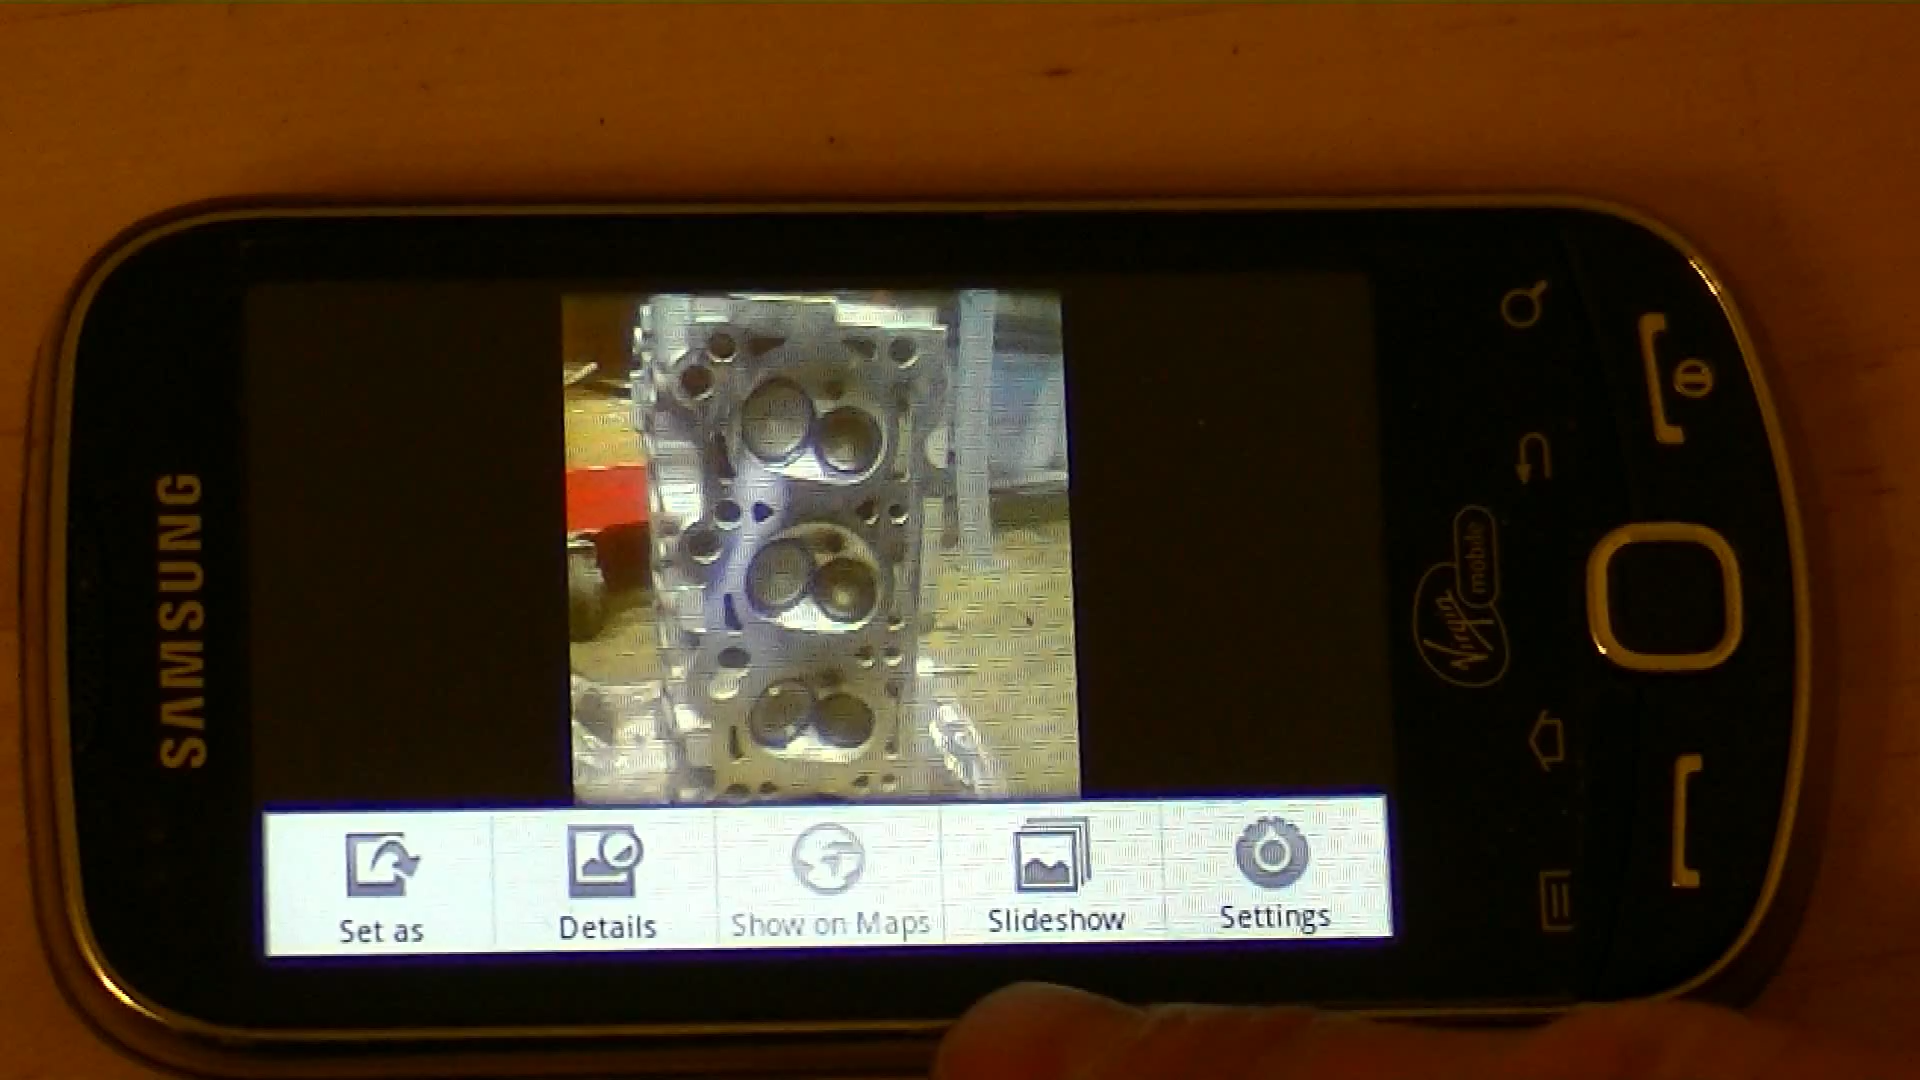 SAMSUNG
Virgin mobile
Set as
Details
Show on Maps
Slideshow
Settings